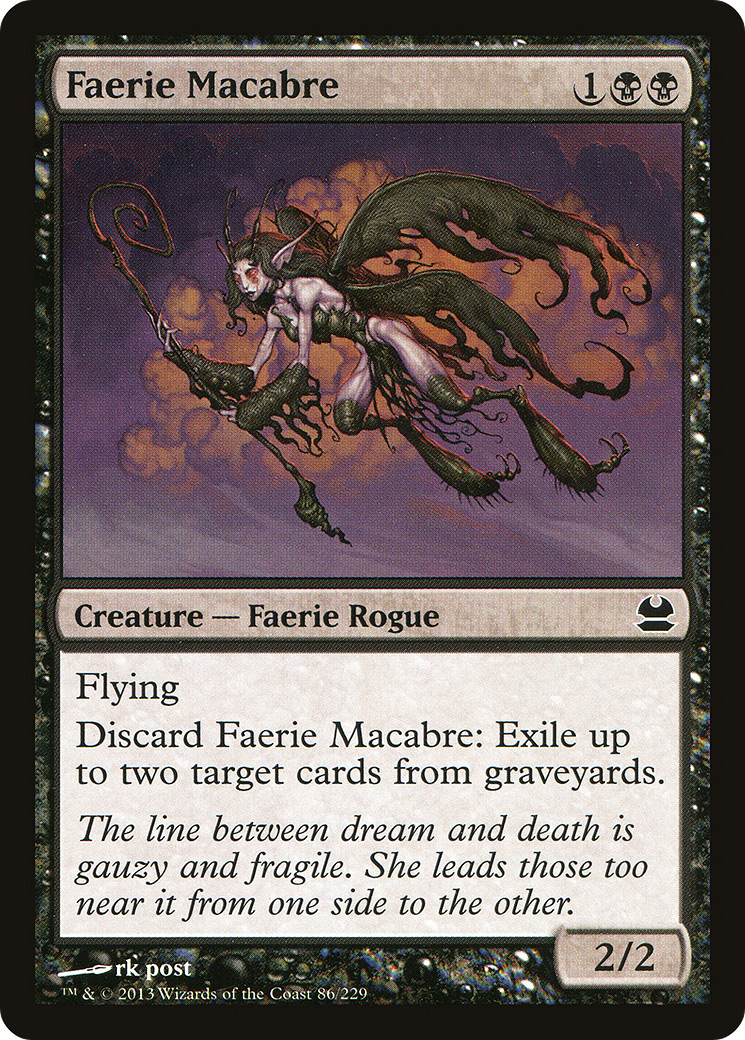 Faerie Macabre 1
Creature — Faerie Rogue
Flying
Discard Faerie Macabre: Exile up
to two target cards from graveyards.
The line between dream and death is
gauzy and fragile. She leads those too
near it from one side to the other.
2/2
rk post
™ & © 2013 Wizards of the Coast 86/229